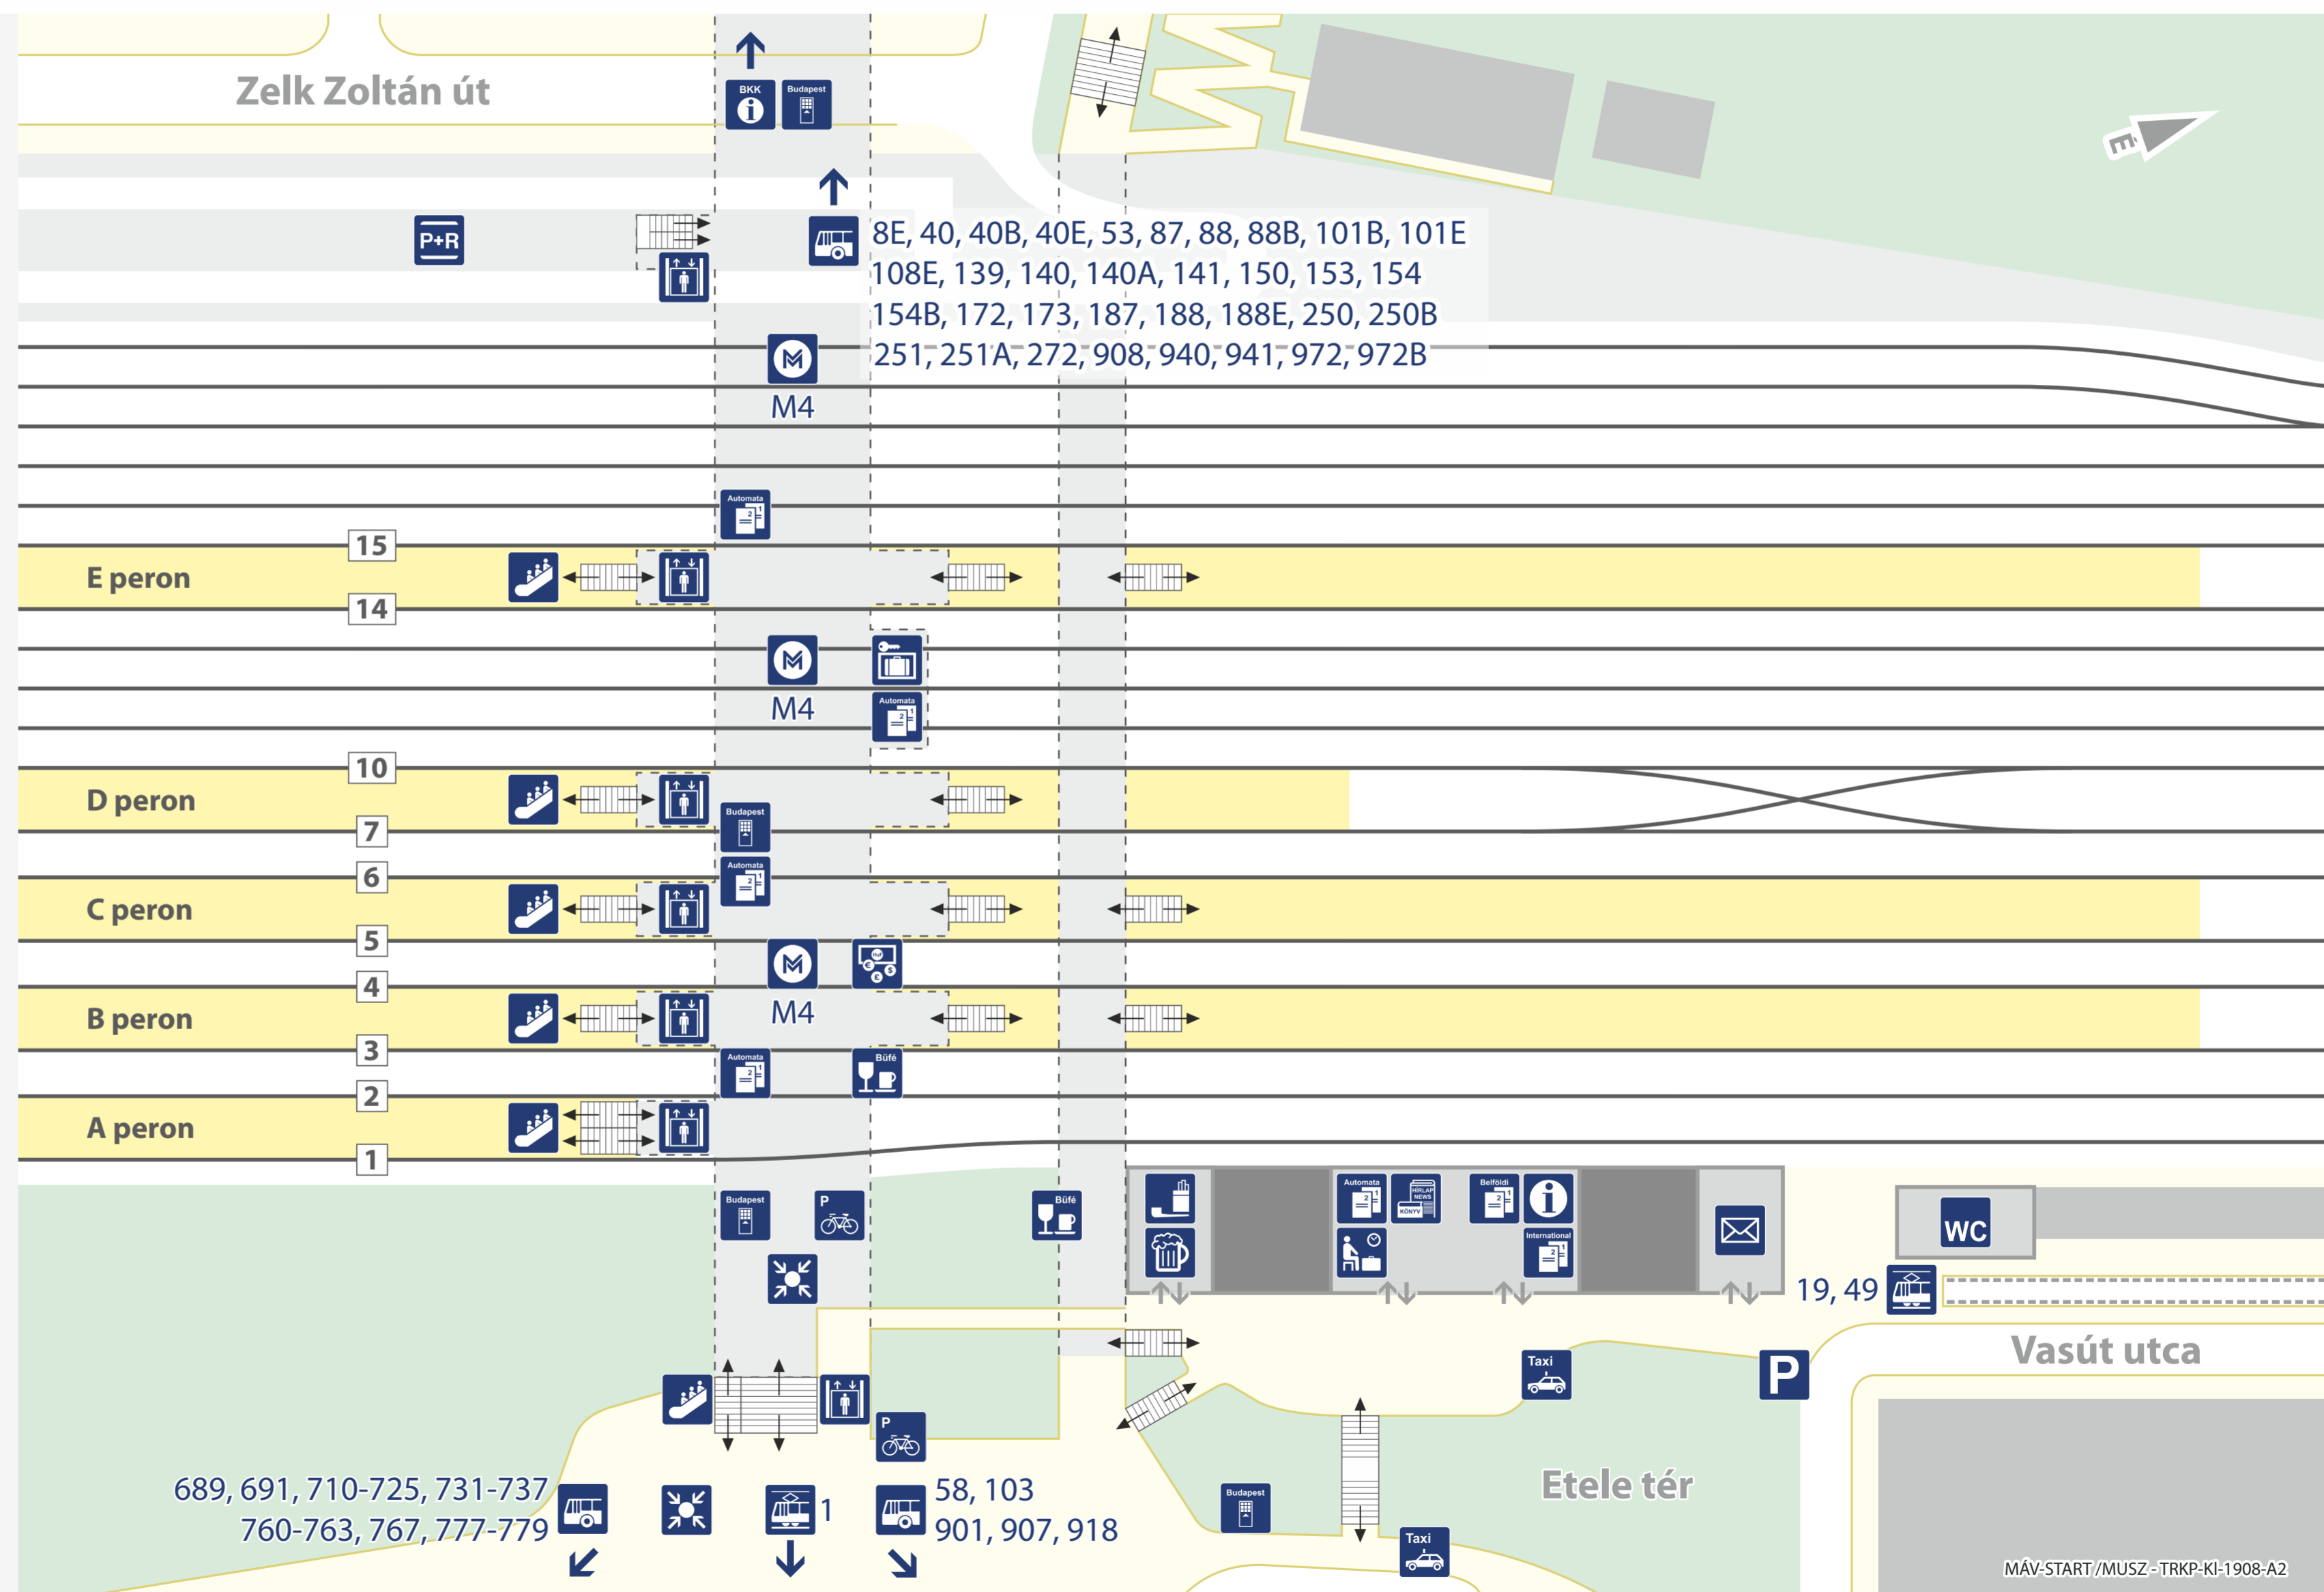 Zelk Zoltán út
BKK
Budapest
E
P+R
8E, 40, 40B, 40E, 53, 87, 88, 88B, 101B, 101E
108E, 139, 140, 140A, 141, 150, 153, 154
154B, 172, 173, 187, 188, 188E, 250, 250B
251, 251A, 272, 908, 940, 941, 972, 972B
M4
Automata
15
E peron
14
M4
Automata
10
D peron
7
Budapest
6
Automata
C peron
5
4
B peron
M4
3
Automata
Büfé
2
A peron
1
Budapest
P
Büfé
Automata
HÍRLAP
NEWS
KÖNYV
Belföldi
International
WC
19, 49
Vasút utca
Taxi
P
P
689, 691, 710-725, 731-737
760-763, 767, 777-779
1
58, 103
901, 907, 918
Budapest
Etele tér
Taxi
MÁV-START /MUSZ - TRKP-KI-1908-A2